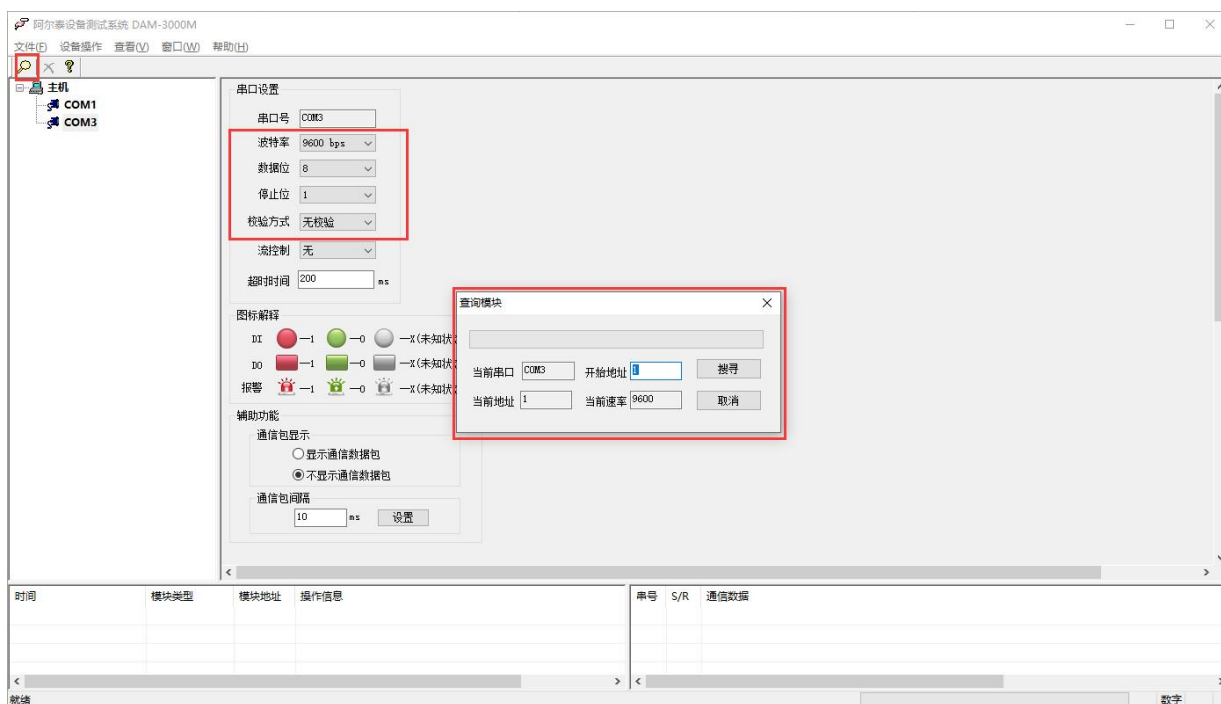 阿尔泰设备测试系统 DAM-3000M
文件(F) 设备操作 查看(V) 窗口(W) 帮助(H)
主机
COM1
COM3
串口设置
串口号 COM3
波特率 9600 bps
数据位 8
停止位 1
校验方式 无校验
流控制 无
超时时间 200 ms
图标解释
DI —1 —0 —X(未知状
DO —1 —0 —X(未知状
报警 —1 —0 —X(未知状
辅助功能
通信包显示
显示通信数据包
不显示通信数据包
通信包间隔
10 ms 设置
查询模块
当前串口 COM3 开始地址 1 搜寻
当前地址 1 当前速率 9600 取消
时间 模块类型 模块地址 操作信息
串号 S/R 通信数据
就绪 数字